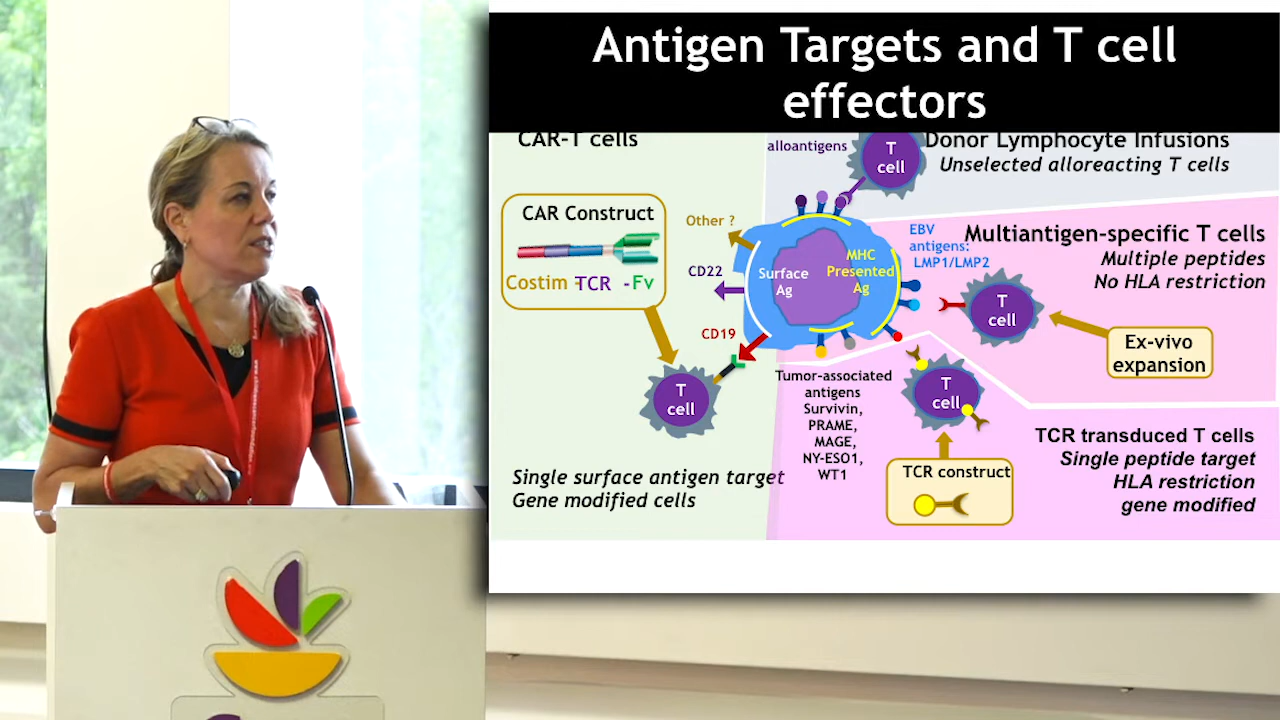 Antigen Targets and T cell
effectors
CAR-T cells
alloantigens
T
cell
Donor Lymphocyte Infusions
Unselected alloreacting T cells
CAR Construct
Costim -TCR -Fv
Other ?
CD22
CD19
Surface
Ag
MHC
Presented
Ag
EBV
antigens:
LMP1/LMP2
Multiantigen-specific T cells
Multiple peptides
No HLA restriction
T
cell
Ex-vivo
expansion
T
cell
Tumor-associated
antigens
Survivin,
PRAME,
MAGE,
NY-ESO1,
WT1
T
cell
TCR construct
TCR transduced T cells
Single peptide target
HLA restriction
gene modified
Single surface antigen target
Gene modified cells